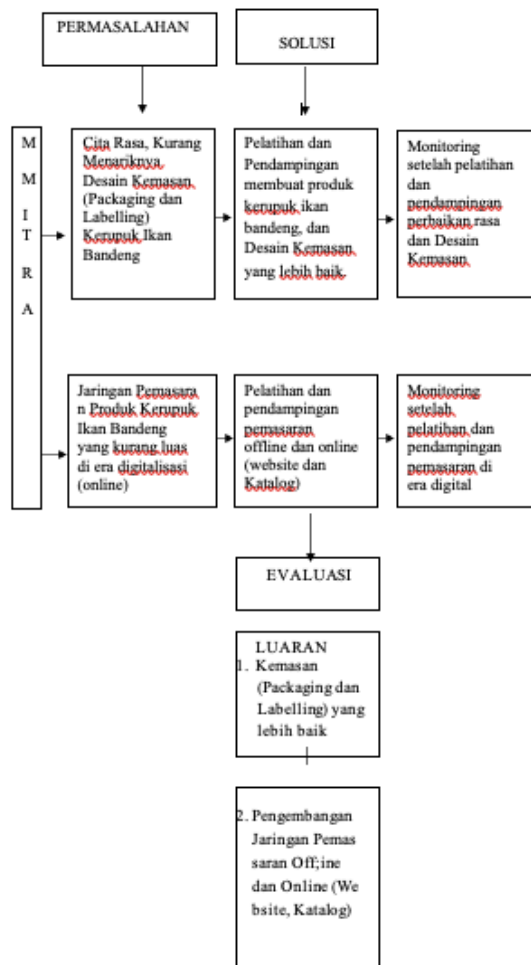 PERMASALAHAN
SOLUSI
M
M
I
T
R
A
Cita Rasa, Kurang
Menariknya
Desain Kemasan
(Packaging dan
Labelling)
Kerupuk Ikan
Bandeng
Pelatihan dan
Pendampingan
membuat produk
kerupuk ikan
bandeng, dan
Desain Kemasan
yang lebih baik.
Monitoring
setelah pelatihan
dan
pendampingan
perbaikan rasa
dan Desain
Kemasan
Jaringan Pemasara
n Produk Kerupuk
Ikan Bandeng
yang kurang luas
di era digitalisasi
(online)
Pelatihan dan
pendampingan
pemasaran
offline dan online
(website dan
Katalog)
Monitoring
setelah
pelatihan dan
pendampingan
pemasaran di
era digital
EVALUASI
LUARAN
1. Kemasan
(Packaging dan
Labelling) yang
lebih baik
2. Pengembangan
Jaringan Pemas
saran Off;ine
dan Online (We
bsite, Katalog)